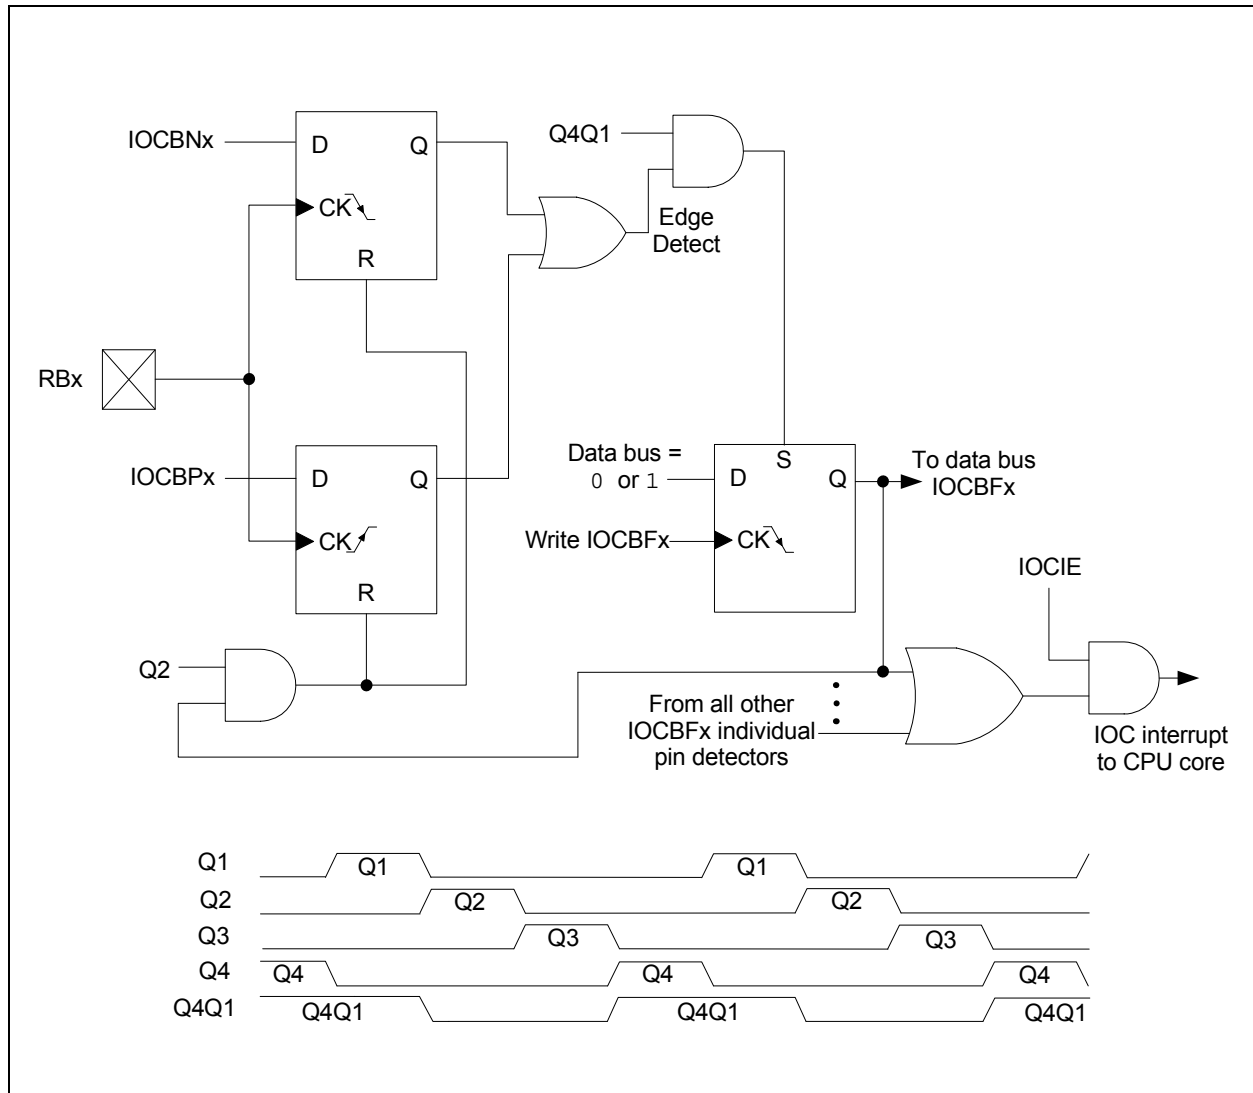 IOCBNx
D
Q
CK
R
Q4Q1
Edge
Detect
RBx
IOCBPx
D
Q
CK
R
Q2
Data bus =
0 or 1
D
S
Q
Write IOCBFx
CK
To data bus
IOCBFx
IOCIE
From all other
IOCBFx individual
pin detectors
IOC interrupt
to CPU core
Q1 Q1 Q1
Q2 Q2 Q2
Q3 Q3 Q3
Q4 Q4 Q4 Q4
Q4Q1 Q4Q1 Q4Q1 Q4Q1